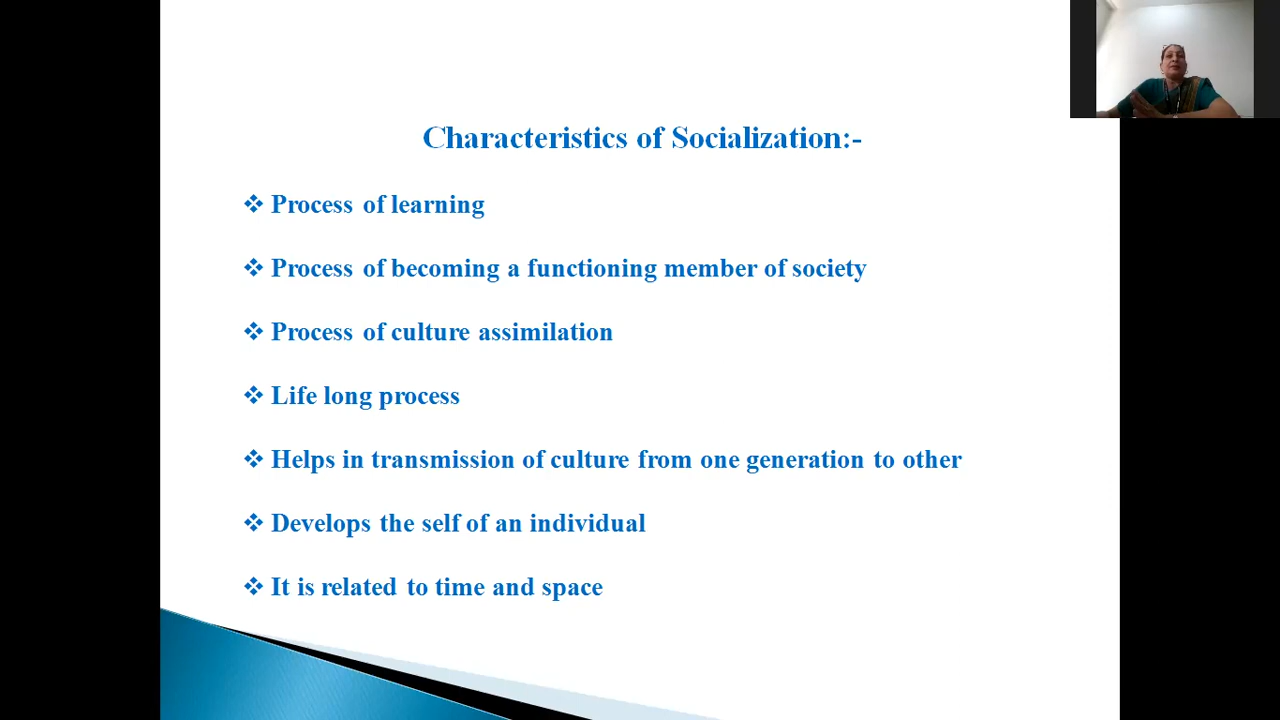 Characteristics of Socialization:-
❖ Process of learning
❖ Process of becoming a functioning member of society
❖ Process of culture assimilation
❖ Life long process
❖ Helps in transmission of culture from one generation to other
❖ Develops the self of an individual
❖ It is related to time and space